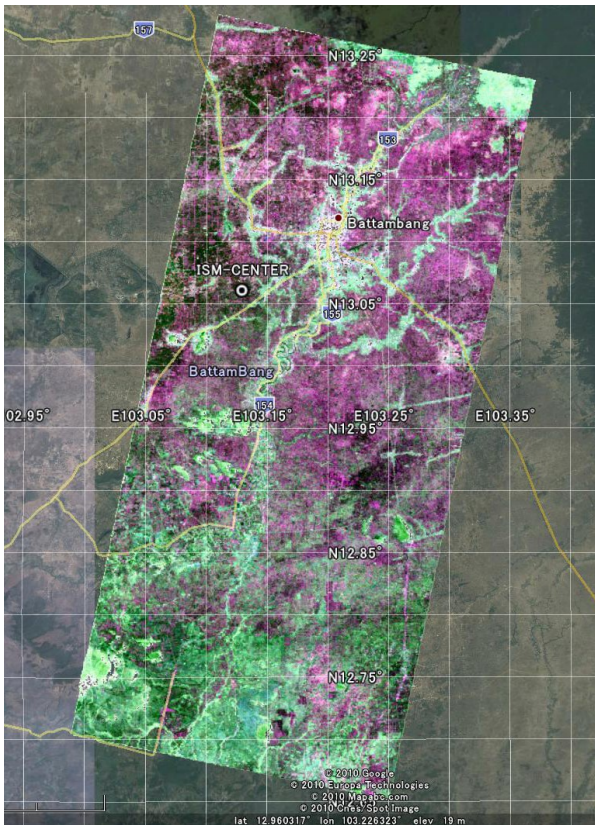 157
N13.25°
153
N13.15°
Battambang
ISM-CENTER
N13.05°
155
BattamBang
154
02.95°
E103.05°
E103.15°
E103.25°
E103.35°
N12.95°
N12.85°
N12.75°
© 2010 Google
© 2010 Europa Technologies
© 2010 Mapabc.com
© 2010 Cnes/Spot Image
lat 12.960317° lon 103.226323° elev 19 m